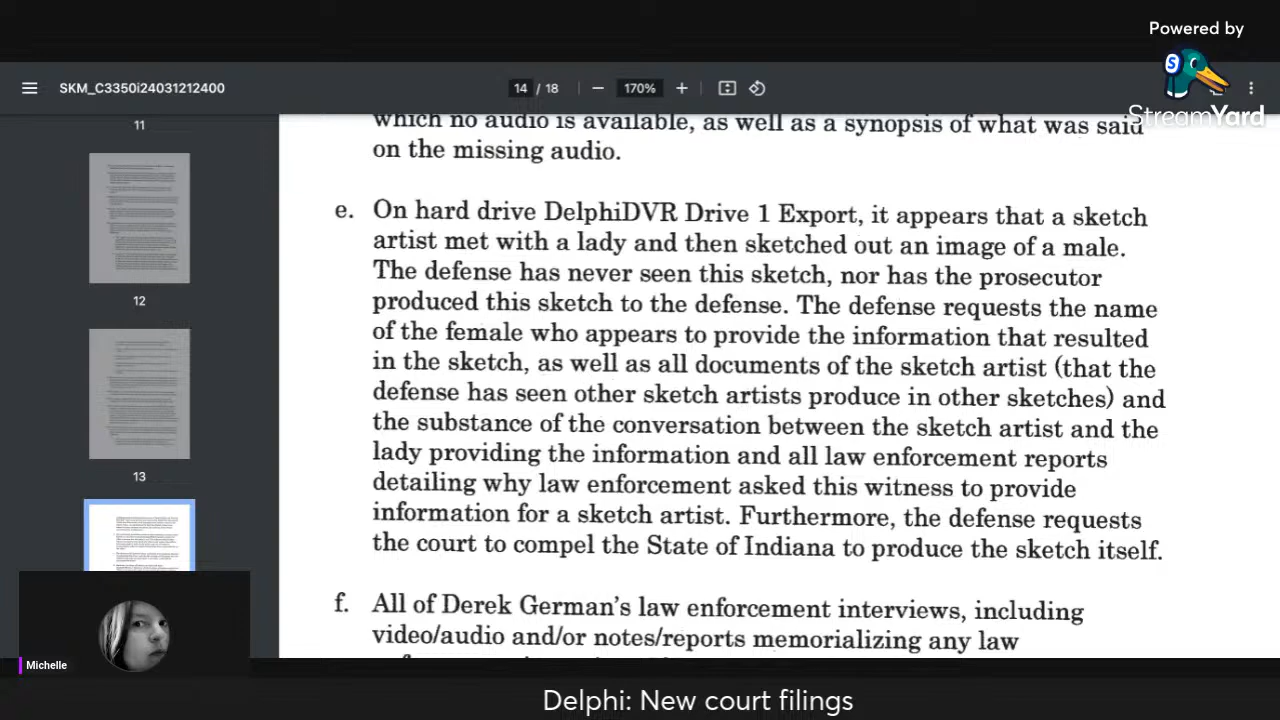 Powered by
StreamYard
SKM_C3350i24031212400
14 / 18
170%
11
12
13
which no audio is available, as well as a synopsis of what was said
on the missing audio.
e. On hard drive DelphiDVR Drive 1 Export, it appears that a sketch
artist met with a lady and then sketched out an image of a male.
The defense has never seen this sketch, nor has the prosecutor
produced this sketch to the defense. The defense requests the name
of the female who appears to provide the information that resulted
in the sketch, as well as all documents of the sketch artist (that the
defense has seen other sketch artists produce in other sketches) and
the substance of the conversation between the sketch artist and the
lady providing the information and all law enforcement reports
detailing why law enforcement asked this witness to provide
information for a sketch artist. Furthermore, the defense requests
the court to compel the State of Indiana to produce the sketch itself.
f. All of Derek German's law enforcement interviews, including
video/audio and/or notes/reports memorializing any law
Michelle
Delphi: New court filings